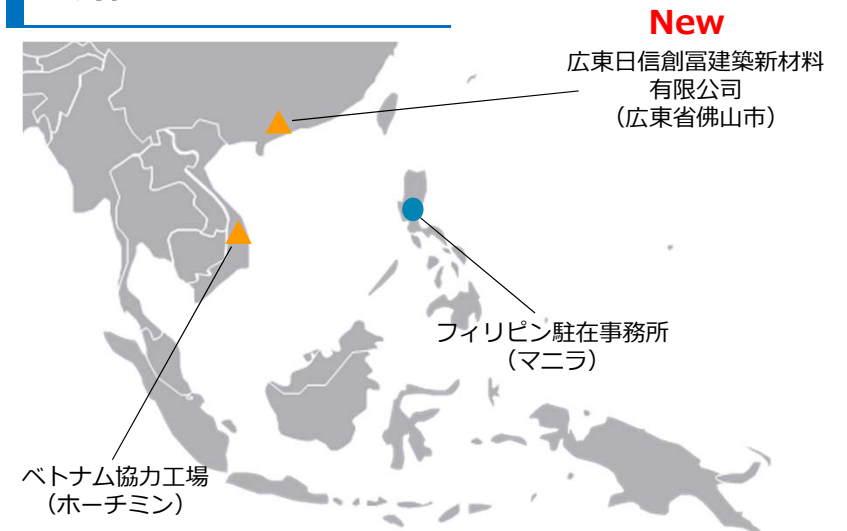 New
広東日信創冨建築新材料
有限公司
（広東省佛山市）
フィリピン駐在事務所
（マニラ）
ベトナム協力工場
（ホーチミン）